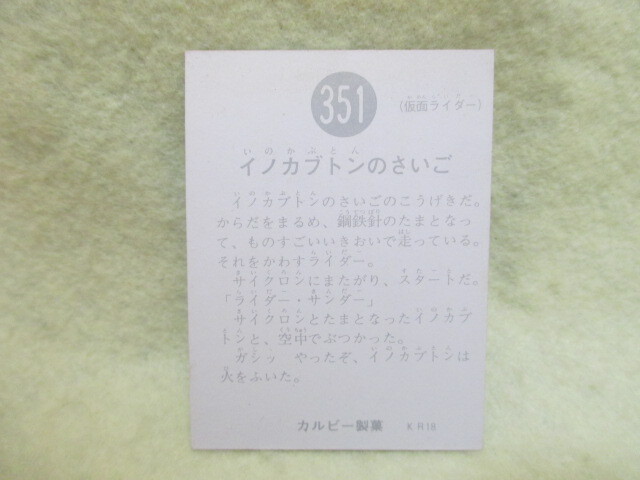 351
(仮面ライダー)
イノカブトンのさいご
イノカブトンのさいごのこうげきだ。
からだをまるめ、鋼鉄針のたまとなっ
て、ものすごいいきおいで走っている。
それをかわすライダー。
サイクロンにまたがり、スタートだ。
「ライダー・サンダー」
サイクロンとたまとなったイノカブ
トンと、空中でぶつかった。
ガシっ やったぞ、イノカブトンは
火をふいた。
カルビー製菓 KR18